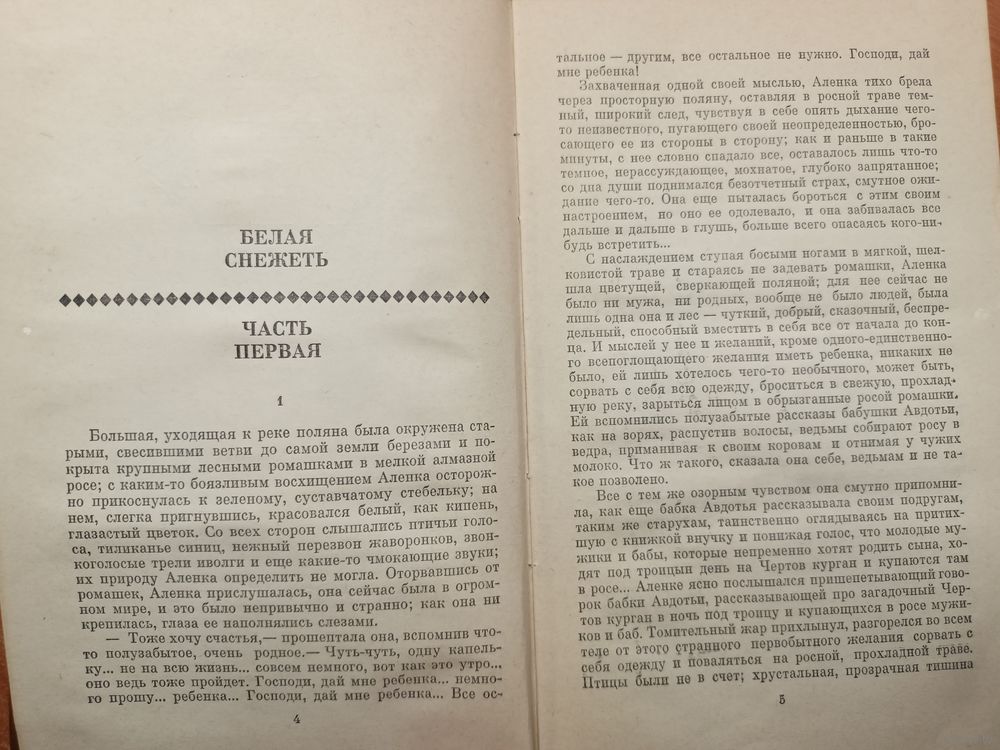 БЕЛАЯ
СНЕЖЕТЬ
ЧАСТЬ
ПЕРВАЯ
1
Большая, уходящая к реке поляна была окружена ста-
рыми, свесившими ветви до самой земли березами и по-
крыта крупными лесными ромашками в мелкой алмазной
росе; с каким-то боязливым восхищением Аленка осторож-
но прикоснулась к зеленому, суставчатому стебельку; на
нем, слегка пригнувшись, красовался белый, как кипень,
глазастый цветок. Со всех сторон слышались птичьи голо-
са, тиликанье синиц, нежный перезвон жаворонков, звон-
коголосые трели иволги и еще какие-то чмокающие звуки;
их природу Аленка определить не могла. Оторвавшись от
ромашек, Аленка прислушалась, она сейчас была в огром-
ном мире, и это было непривычно и странно; как она ни
крепилась, глаза ее наполнялись слезами.
— Тоже хочу счастья,— прошептала она, вспомнив что-
то полузабытое, очень родное.— Чуть-чуть, одну капель-
ку... не на всю жизнь... совсем немного, вот как это утро...
оно ведь тоже пройдет. Господи, дай мне ребенка... немно-
го прошу... ребенка... Господи, дай мне ребенка... Все ос-
4
тальное — другим, все остальное не нужно. Господи, дай
мне ребенка!
Захваченная одной своей мыслью, Аленка тихо брела
через просторную поляну, оставляя в росной траве тем-
ный, широкий след, чувствуя в себе опять дыхание чего-
то неизвестного, пугающего своей неопределенностью, бро-
сающего ее из стороны в сторону; как и раньше в такие
минуты, с нее словно спадало все, оставалось лишь что-то
темное, нерассуждающее, мохнатое, глубоко запрятанное;
со дна души поднимался безотчетный страх, смутное ожи-
дание чего-то. Она еще пыталась бороться с этим своим
настроением, но оно ее одолевало, и она забивалась все
дальше и дальше в глушь, больше всего опасаясь кого-ни-
будь встретить...
С наслаждением ступая босыми ногами в мягкой, шел-
ковистой траве и стараясь не задевать ромашки, Аленка
шла цветущей, сверкающей поляной; для нее сейчас не
было ни мужа, ни родных, вообще не было людей, была
лишь одна она и лес — чуткий, добрый, сказочный, беспре-
дельный, способный вместить в себя все от начала до кон-
ца. И мыслей у нее и желаний, кроме одного-единственно-
го всепоглощающего желания иметь ребенка, никаких не
было, ей лишь хотелось чего-то необычного, может быть,
сорвать с себя всю одежду, броситься в свежую, прохлад-
ную реку, зарыться лицом в обрызганные росой ромашки.
Ей вспомнились полузабытые рассказы бабушки Авдотьи,
как на зорях, распустив волосы, ведьмы собирают росу в
ведра, приманивая к своим коровам и отнимая у чужих
молоко. Что ж такого, сказала она себе, ведьмам и не та-
кое позволено.
Все с тем же озорным чувством она смутно припомни-
ла, как еще бабка Авдотья рассказывала своим подругам,
таким же старухам, таинственно оглядываясь на притих-
шую с книжкой внучку и понижая голос, что молодые му-
жики и бабы, которые непременно хотят родить сына, хо-
дят под троицын день на Чертов курган и купаются там
в росе... Аленке ясно послышался пришепетывающий гово-
рок бабки Авдотьи, рассказывающей про загадочный Чер-
тов курган в ночь под троицу и купающихся в росе мужи-
ков и баб. Томительный жар прихлынул, разгорелся во всем
теле от этого странного первобытного желания сорвать с
себя одежду и поваляться на росной, прохладной траве.
Птицы были не в счет; хрустальная, прозрачная тишина
5